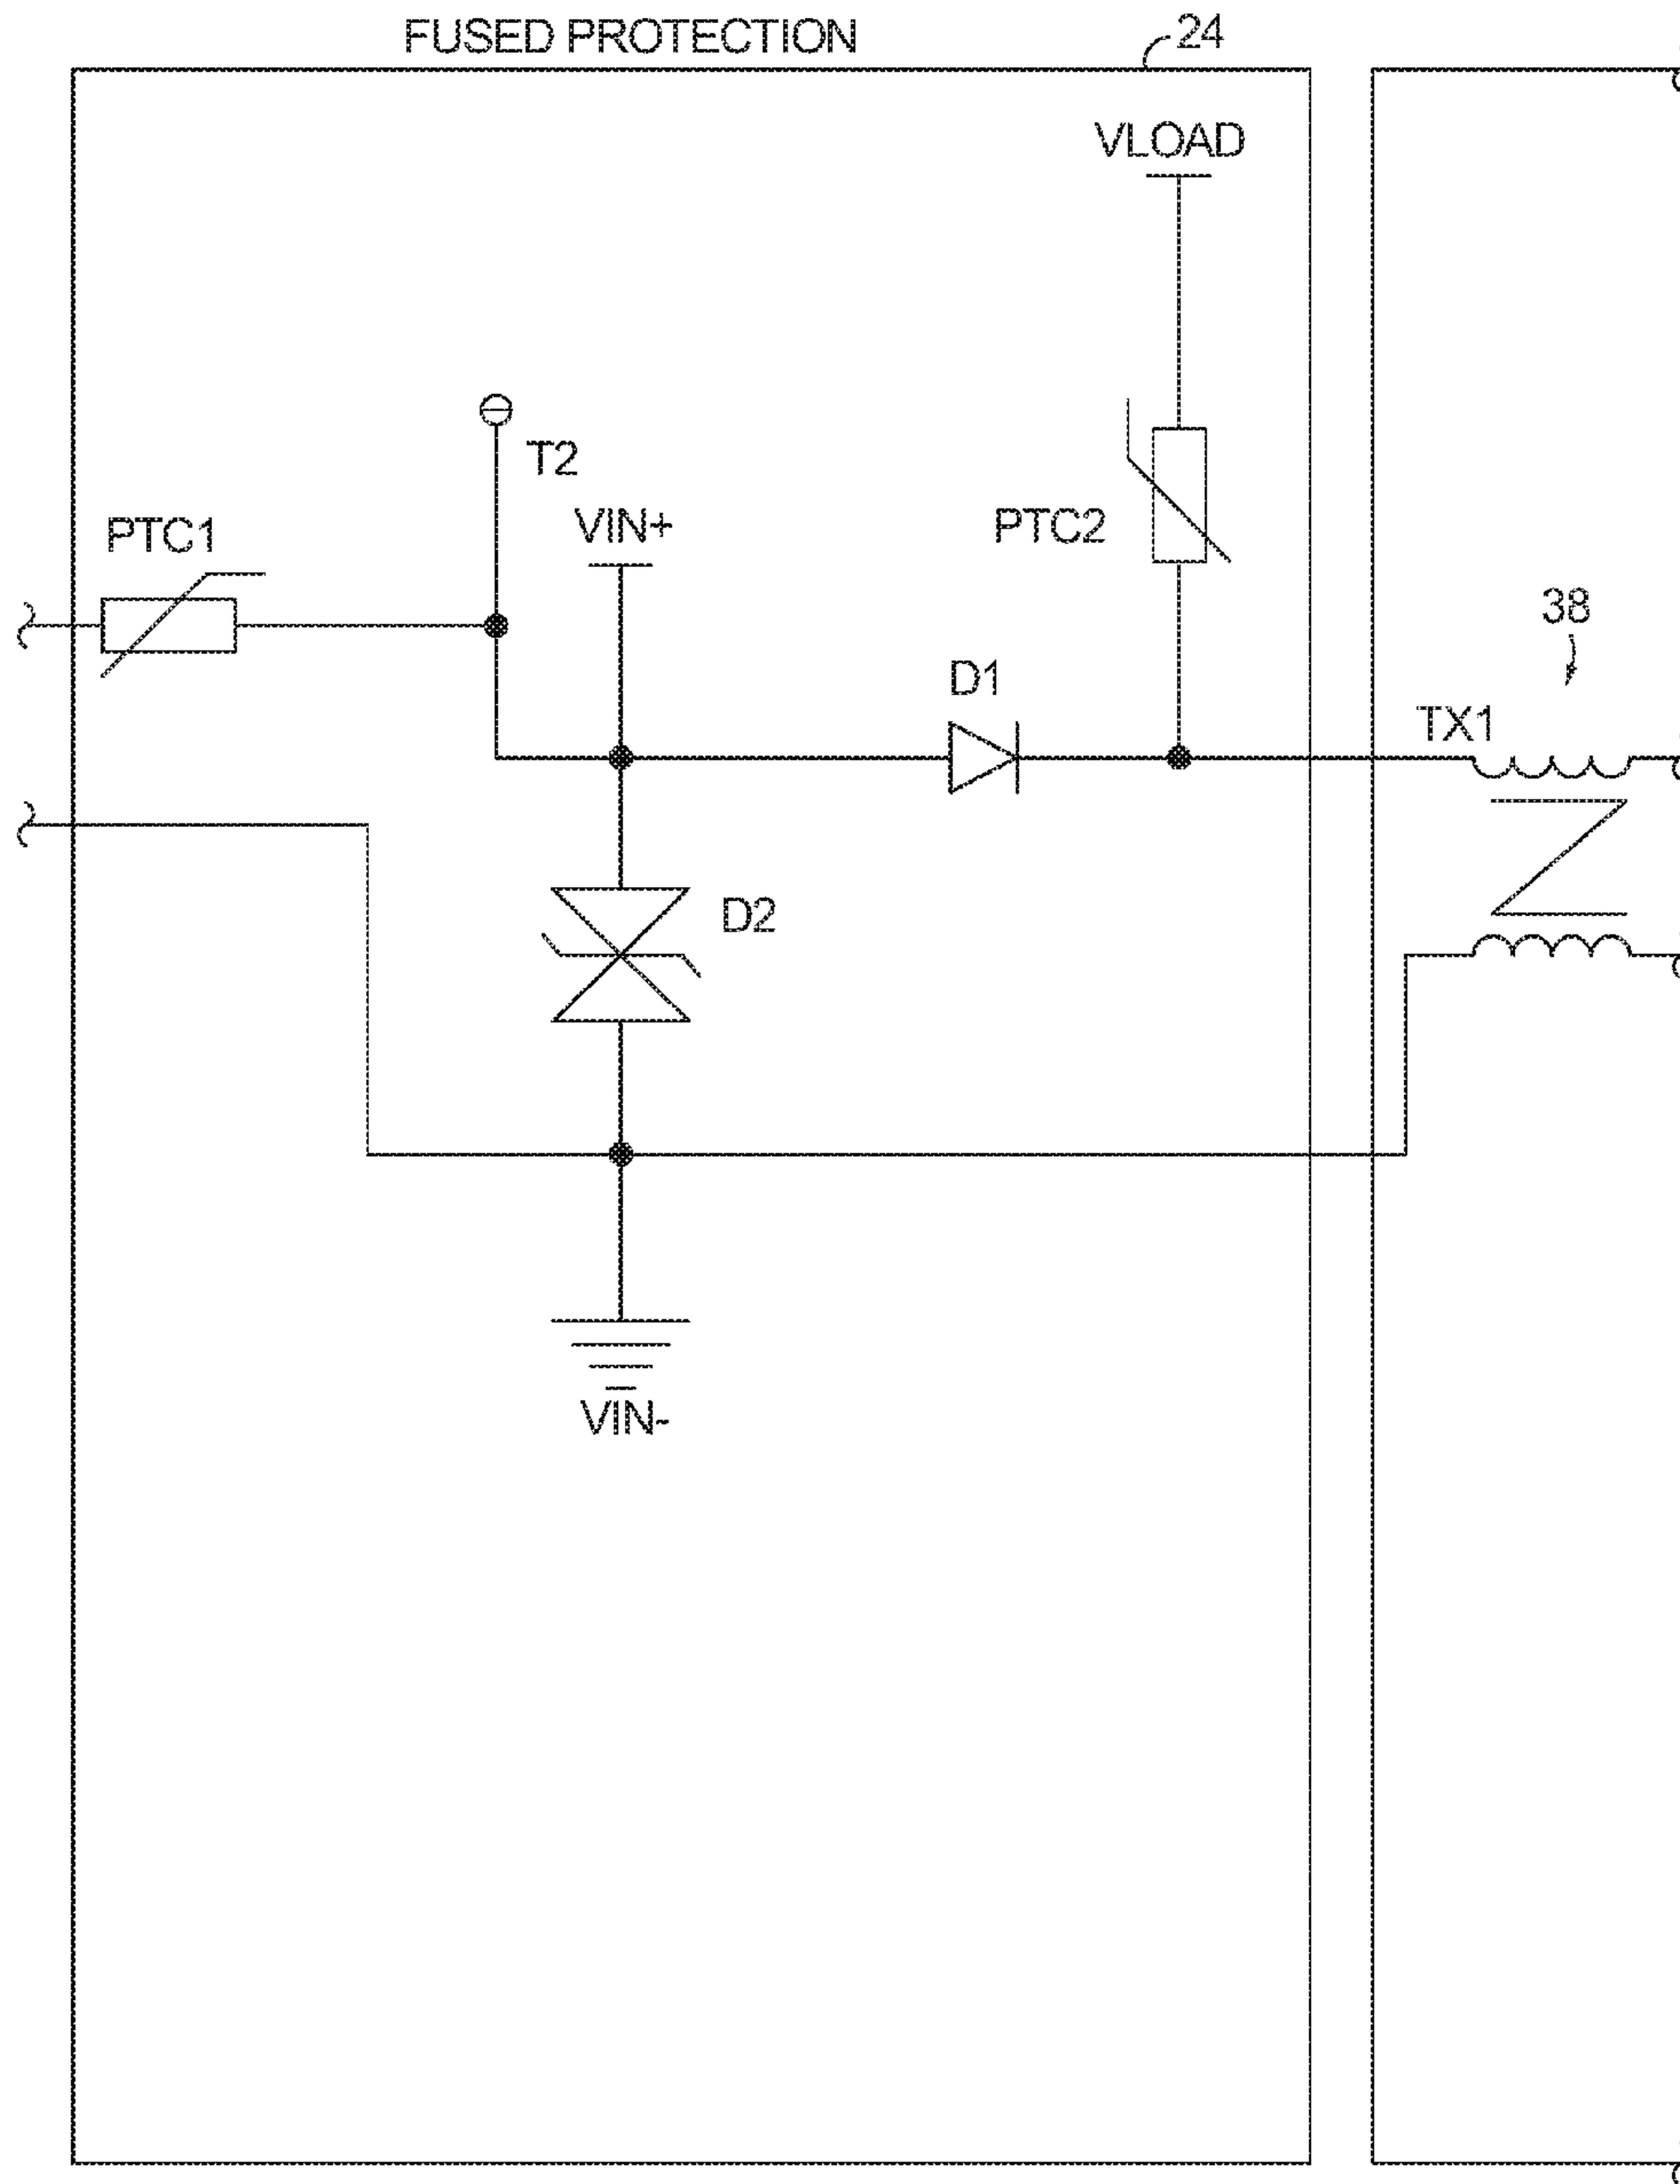 FUSED PROTECTION
24
VLOAD
T2
VIN+
PTC1
PTC2
38
D1
TX1
D2
VIN-